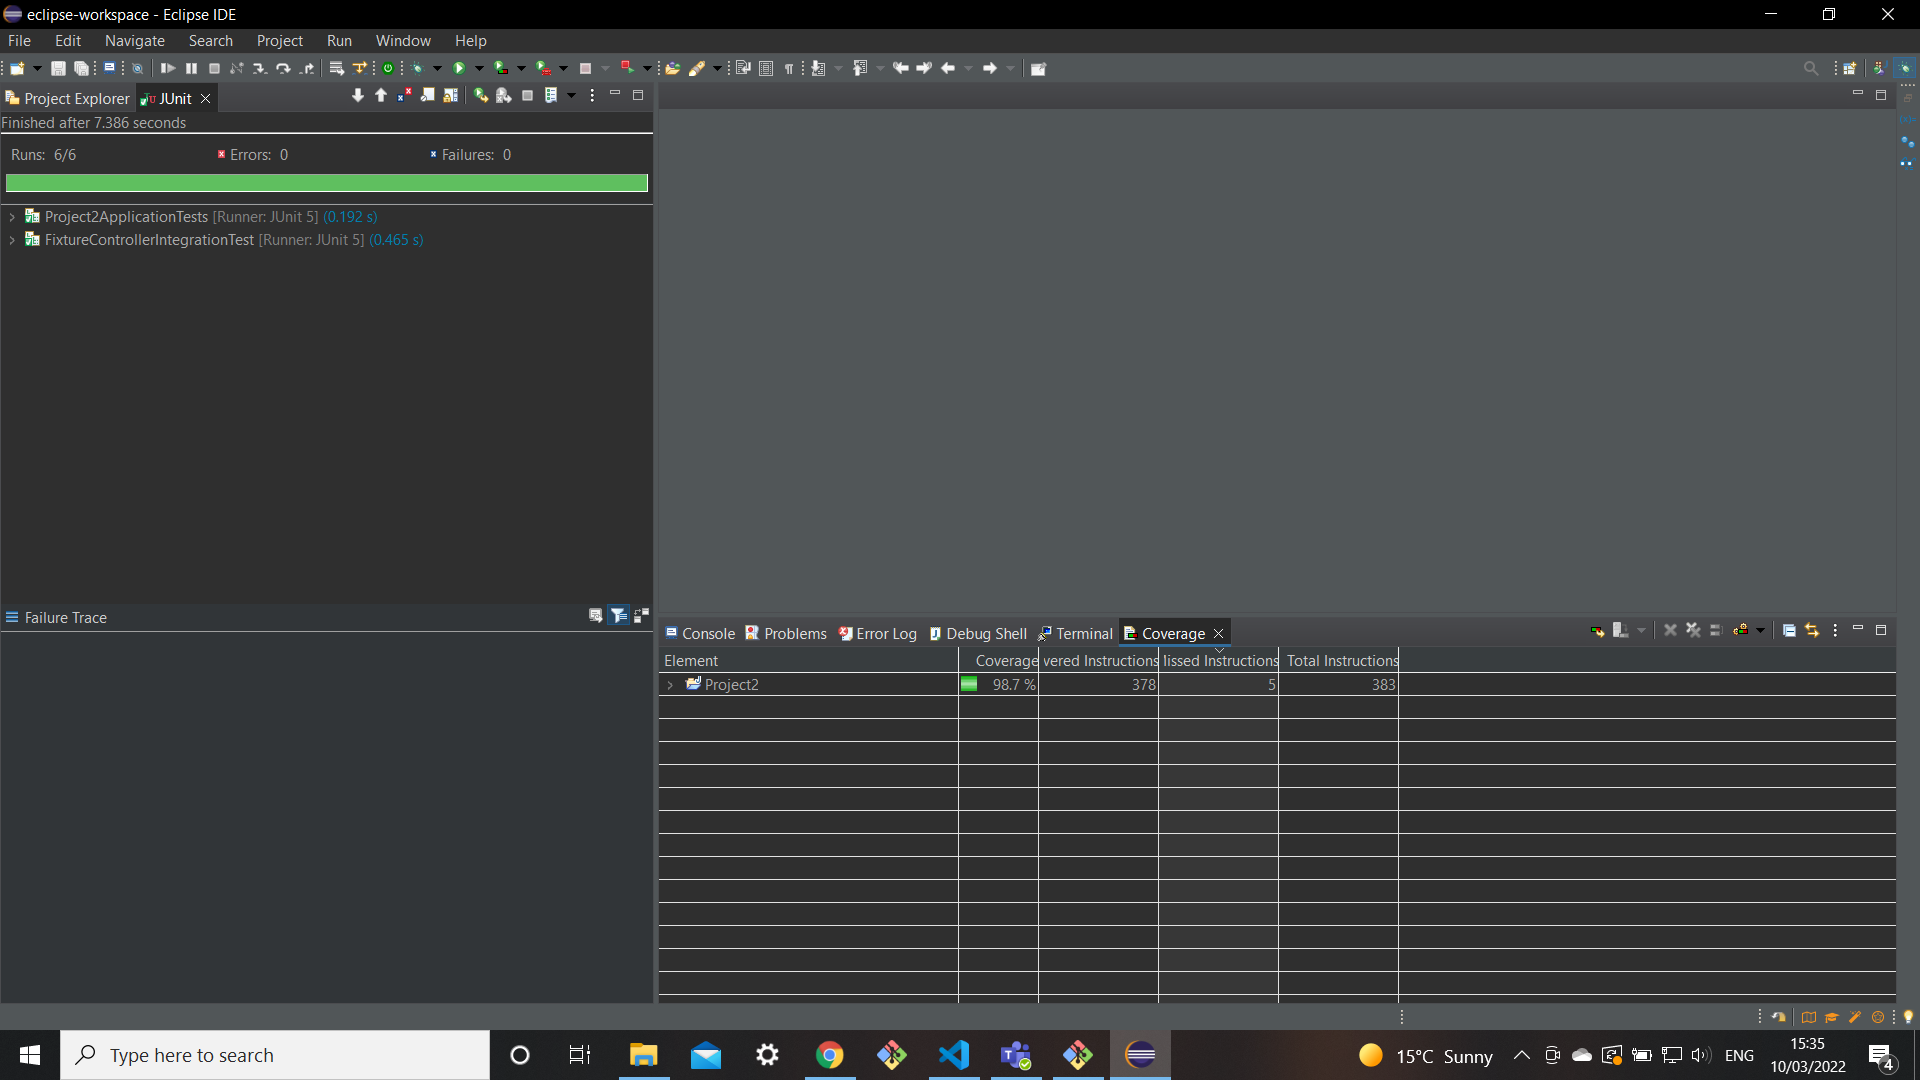 eclipse-workspace - Eclipse IDE
File Edit Navigate Search Project Run Window Help
Project Explorer JUnit
Finished after 7.386 seconds
Runs: 6/6 Errors: 0 Failures: 0
Project2ApplicationTests [Runner: JUnit 5] (0.192 s)
FixtureControllerIntegrationTest [Runner: JUnit 5] (0.465 s)
Failure Trace
Console Problems Error Log Debug Shell Terminal Coverage
Element Coverage vered Instructions lissed Instructions Total Instructions
Project2 98.7 % 378 5 383
Type here to search
15°C Sunny
ENG
15:35
10/03/2022
4